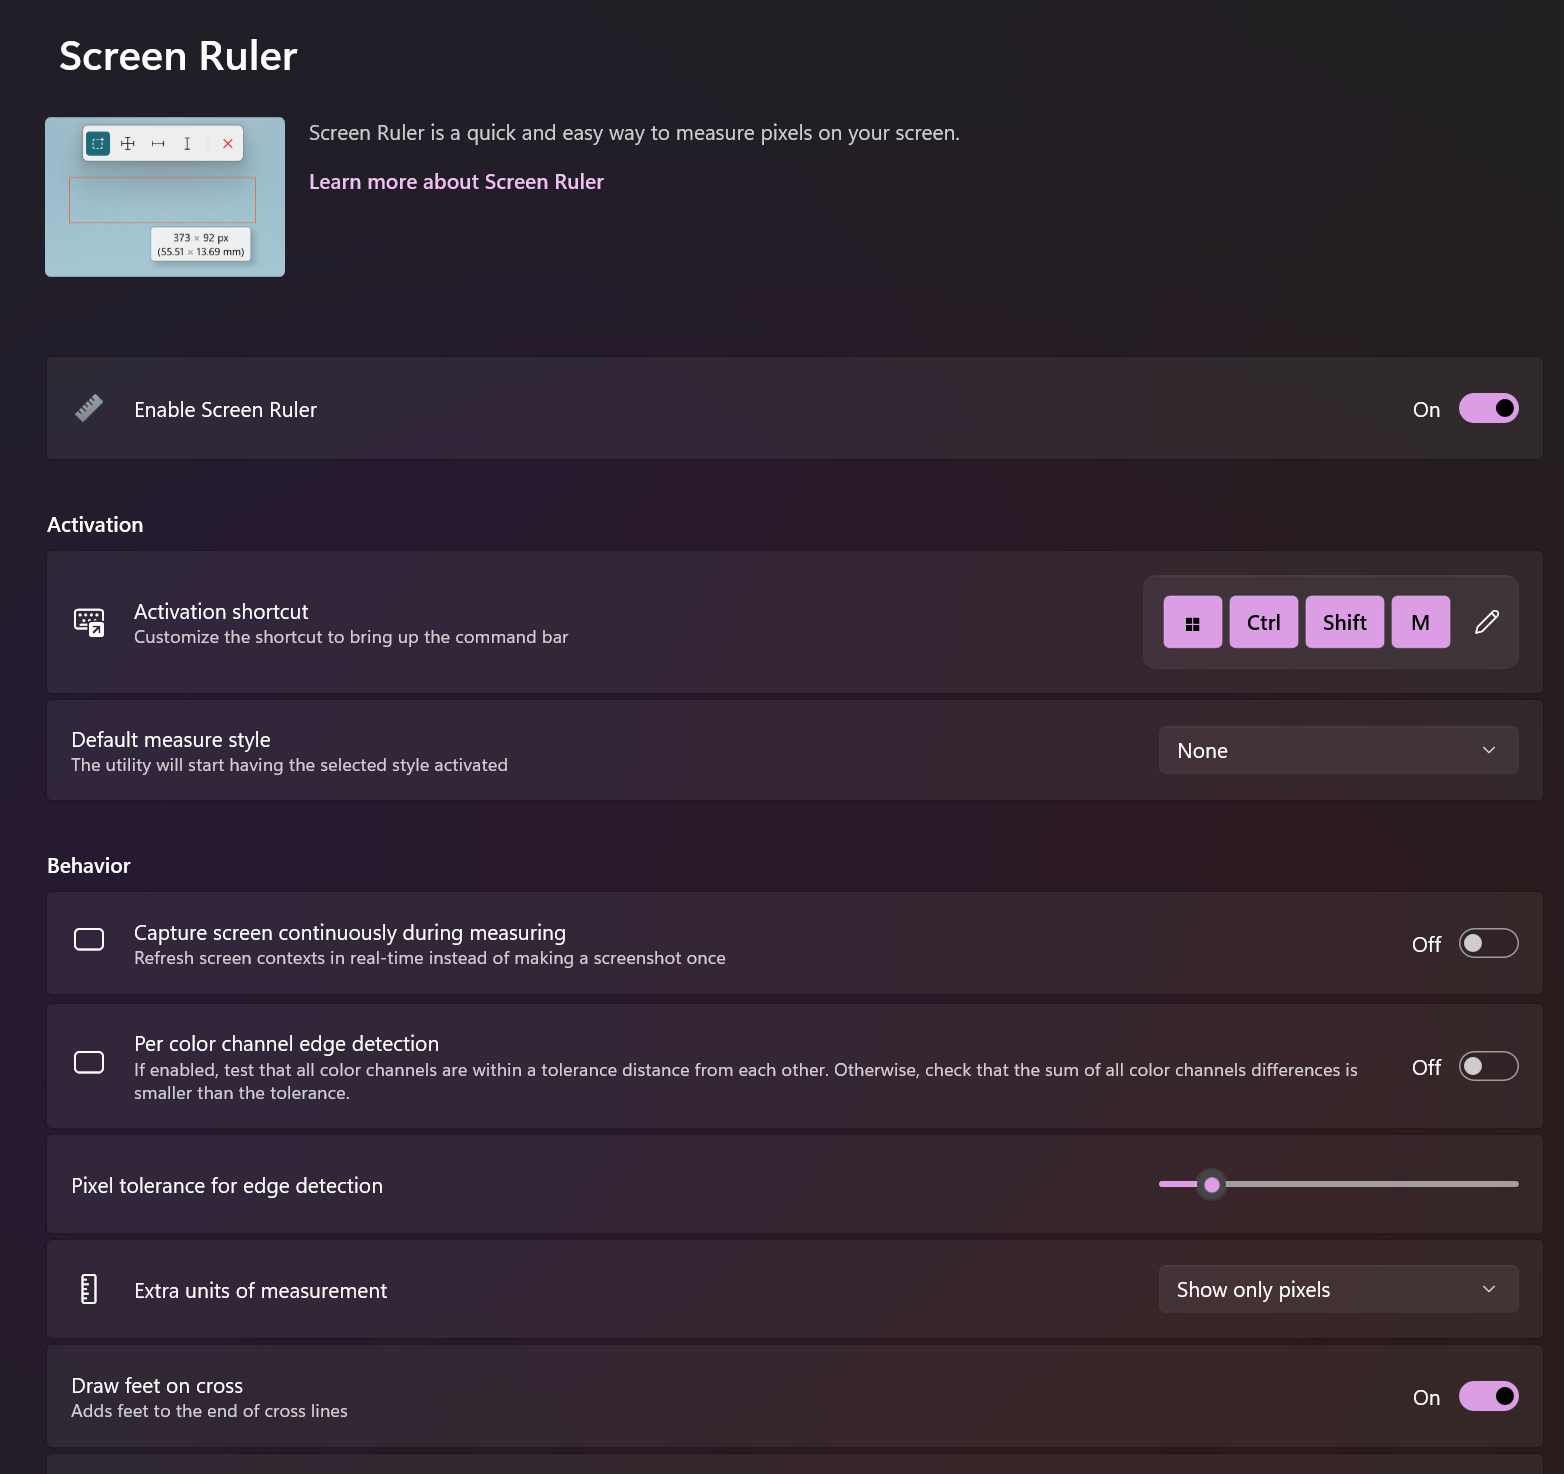 Screen Ruler
373 × 92 px
(55.51 × 13.69 mm)
Screen Ruler is a quick and easy way to measure pixels on your screen.
Learn more about Screen Ruler
Enable Screen Ruler
On
Activation
Activation shortcut
Customize the shortcut to bring up the command bar
Ctrl Shift M
Default measure style
The utility will start having the selected style activated
None
Behavior
Capture screen continuously during measuring
Refresh screen contexts in real-time instead of making a screenshot once
Off
Per color channel edge detection
If enabled, test that all color channels are within a tolerance distance from each other. Otherwise, check that the sum of all color channels differences is
smaller than the tolerance.
Off
Pixel tolerance for edge detection
Extra units of measurement
Show only pixels
Draw feet on cross
Adds feet to the end of cross lines
On